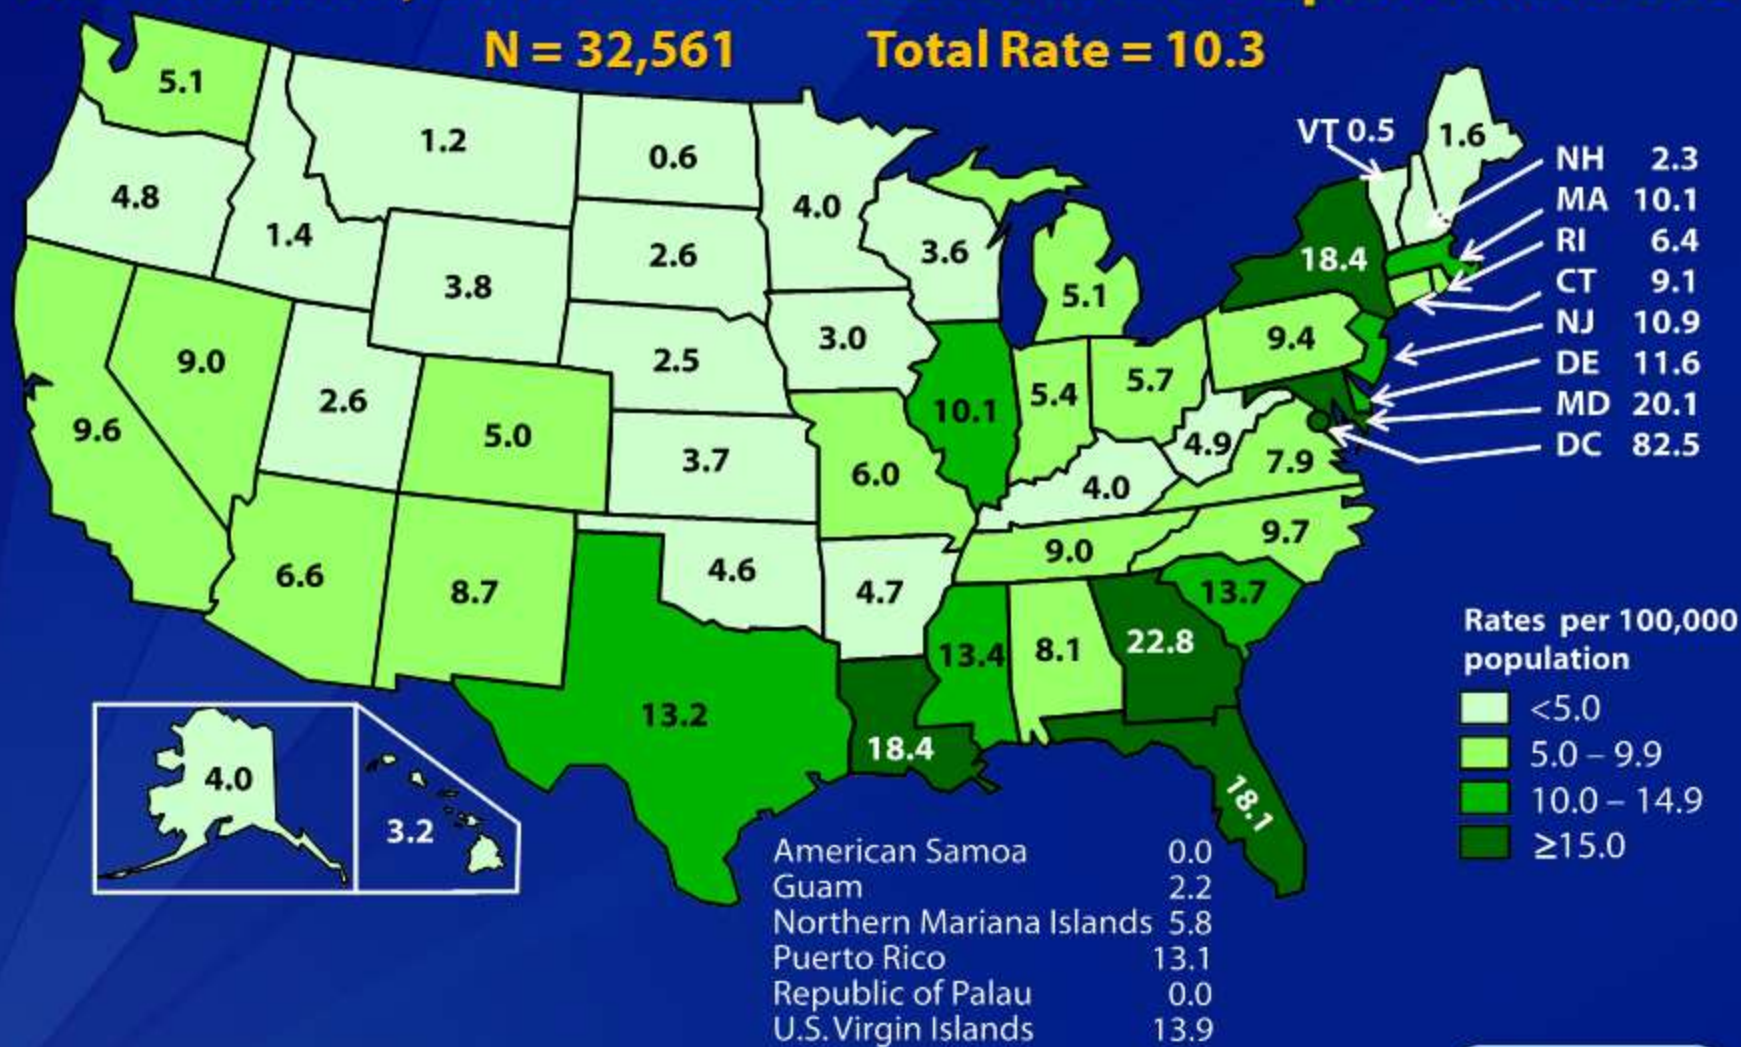 N = 32,561 Total Rate = 10.3
5.1
1.2
0.6
VT 0.5
1.6
NH 2.3
4.8
1.4
4.0
MA 10.1
3.8
2.6
3.6
18.4
RI 6.4
5.1
CT 9.1
9.0
2.5
3.0
9.4
NJ 10.9
2.6
5.4
5.7
DE 11.6
9.6
5.0
10.1
MD 20.1
3.7
6.0
4.9
7.9
DC 82.5
4.0
6.6
8.7
4.6
4.7
9.0
9.7
13.7
13.2
13.4
8.1
22.8
Rates per 100,000
population
<5.0
5.0 – 9.9
10.0 – 14.9
≥15.0
18.4
18.1
4.0
3.2
American Samoa 0.0
Guam 2.2
Northern Mariana Islands 5.8
Puerto Rico 13.1
Republic of Palau 0.0
U.S. Virgin Islands 13.9